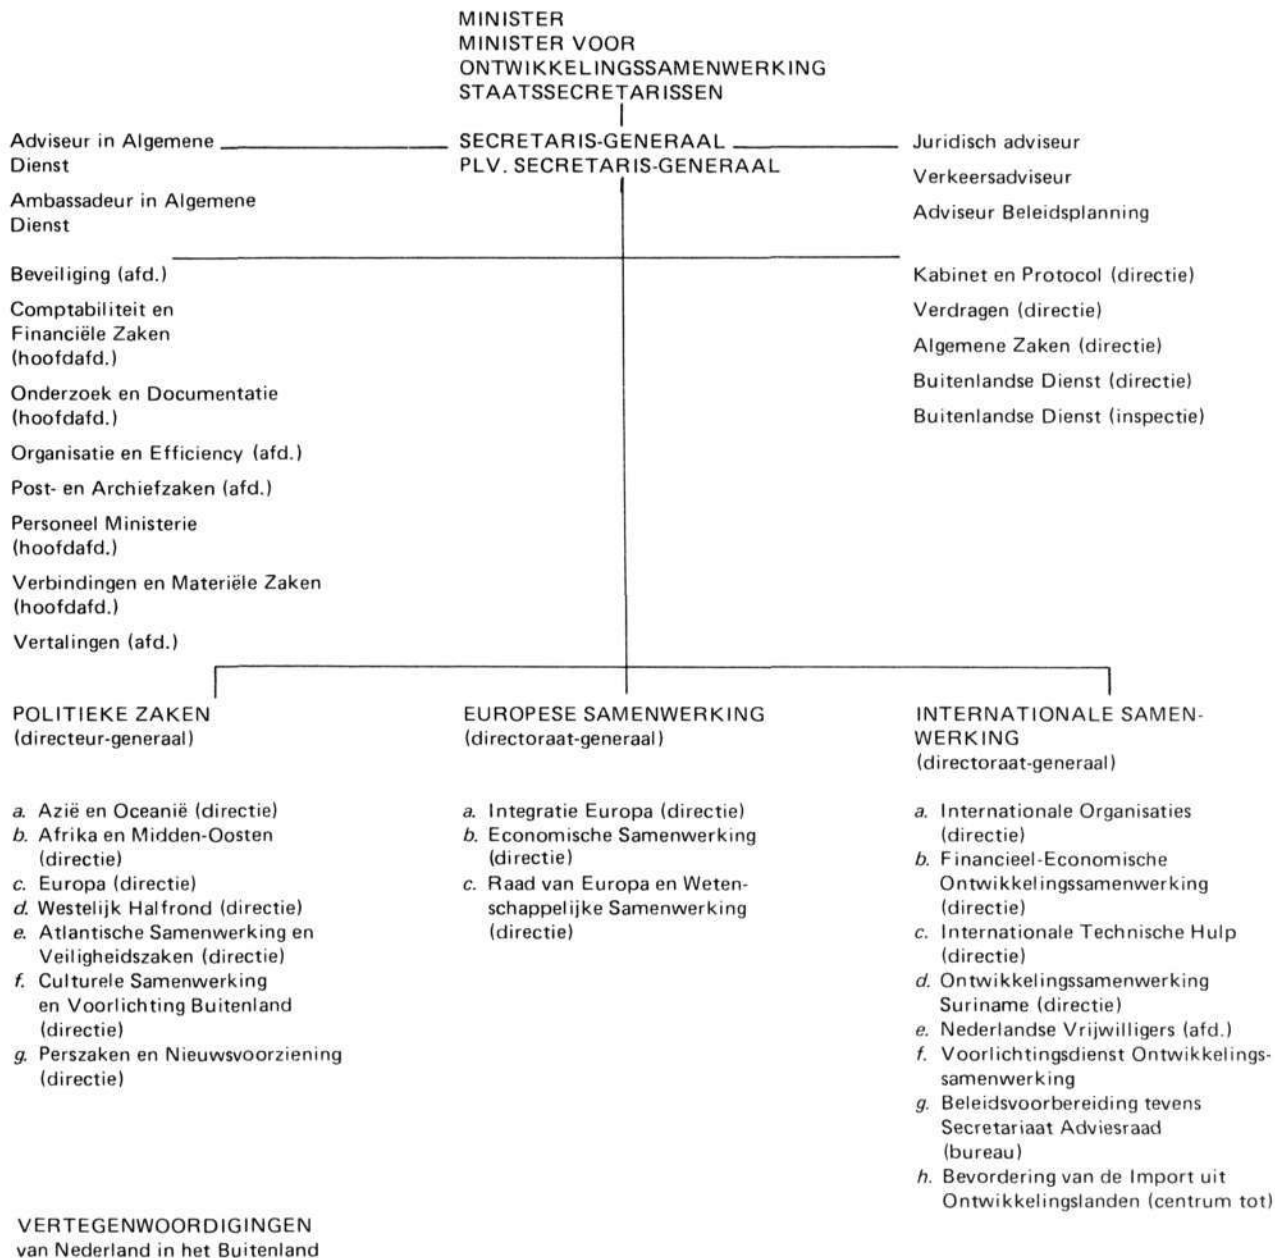 MINISTER
MINISTER VOOR
ONTWIKKELINGSSAMENWERKING
STAATSSECRETARISSEN
SECRETARIS-GENERAAL
PLV. SECRETARIS-GENERAAL
Adviseur in Algemene
Dienst
Ambassadeur in Algemene
Dienst
Juridisch adviseur
Verkeersadviseur
Adviseur Beleidsplanning
Beveiliging (afd.)
Comptabiliteit en
Financiële Zaken
(hoofdafd.)
Onderzoek en Documentatie
(hoofdafd.)
Organisatie en Efficiency (afd.)
Post- en Archiefzaken (afd.)
Personeel Ministerie
(hoofdafd.)
Verbindingen en Materiële Zaken
(hoofdafd.)
Vertalingen (afd.)
Kabinet en Protocol (directie)
Verdragen (directie)
Algemene Zaken (directie)
Buitenlandse Dienst (directie)
Buitenlandse Dienst (inspectie)
POLITIEKE ZAKEN
(directeur-generaal)
a. Azië en Oceanië (directie)
b. Afrika en Midden-Oosten
(directie)
c. Europa (directie)
d. Westelijk Halfrond (directie)
e. Atlantische Samenwerking en
Veiligheidszaken (directie)
f. Culturele Samenwerking
en Voorlichting Buitenland
(directie)
g. Perszaken en Nieuwsvoorziening
(directie)
EUROPESE SAMENWERKING
(directoraat-generaal)
a. Integratie Europa (directie)
b. Economische Samenwerking
(directie)
c. Raad van Europa en Weten-
schappelijke Samenwerking
(directie)
INTERNATIONALE SAMEN-
WERKING
(directoraat-generaal)
a. Internationale Organisaties
(directie)
b. Financieel-Economische
Ontwikkelingssamenwerking
(directie)
c. Internationale Technische Hulp
(directie)
d. Ontwikkelingssamenwerking
Suriname (directie)
e. Nederlandse Vrijwilligers (afd.)
f. Voorlichtingsdienst Ontwikkelings-
samenwerking
g. Beleidsvoorbereiding tevens
Secretariaat Adviesraad
(bureau)
h. Bevordering van de Import uit
Ontwikkelingslanden (centrum tot)
VERTEGENWOORDIGINGEN
van Nederland in het Buitenland